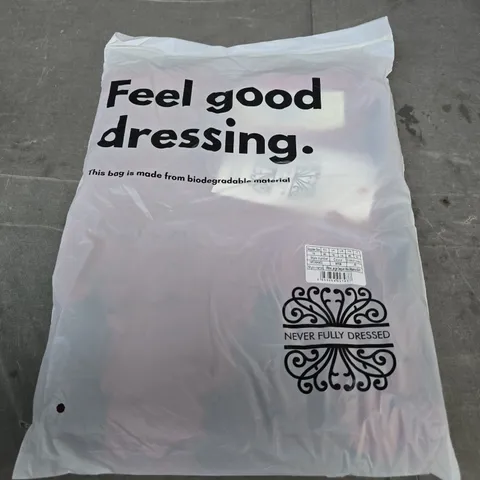 Feel good
dressing.
This bag is made from biodegradable material
NEVER FULLY DRESSED